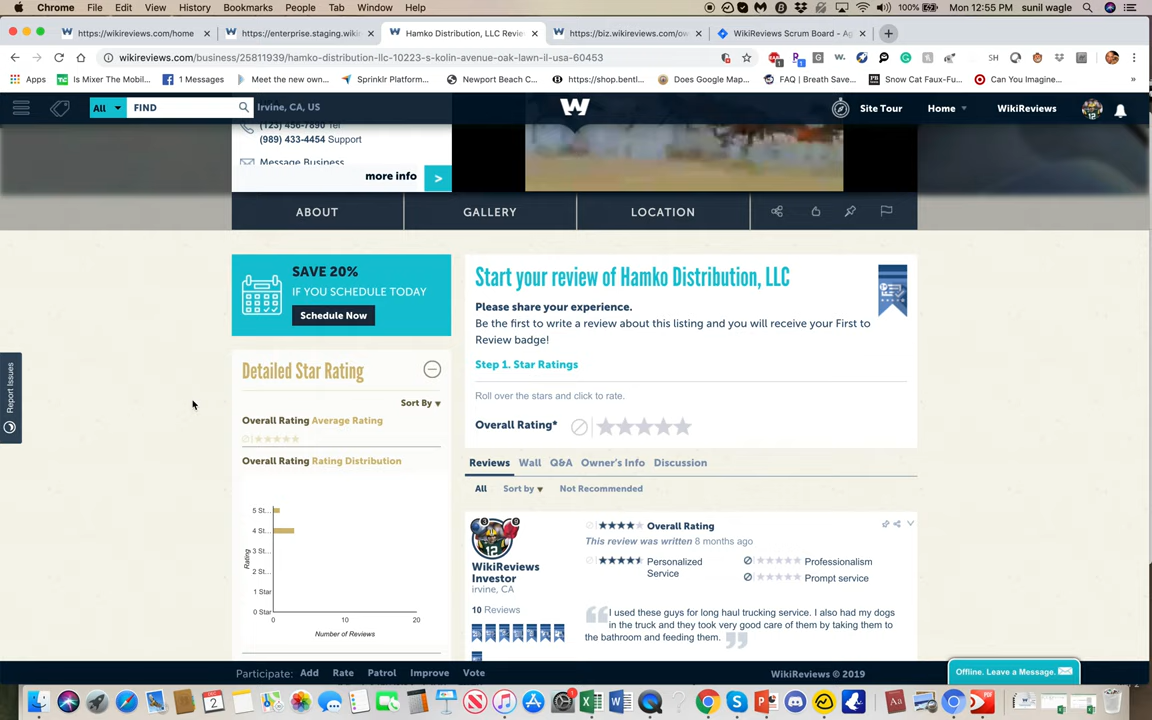 Chrome File Edit View History Bookmarks People Tab Window Help 100% Mon 12:55 PM sunil wagle
https://wikireviews.com/home https://enterprise.staging.wiki Hamko Distribution, LLC Revie https://biz.wikireviews.com/ow WikiReviews Scrum Board - Ag
wikireviews.com/business/25811939/hamko-distribution-llc-10223-s-kolin-avenue-oak-lawn-il-usa-60453
Apps Is Mixer The Mobil... 1 Messages Meet the new own... Sprinklr Platform... Newport Beach C... https://shop.bentl... Does Google Map... FAQ | Breath Save... Snow Cat Faux-Fu... Can You Imagine...
All FIND Irvine, CA, US W Site Tour Home WikiReviews
(123) 456-7890 Tel
(989) 433-4454 Support
Message Business
more info >
ABOUT GALLERY LOCATION
SAVE 20%
IF YOU SCHEDULE TODAY
Schedule Now
Start your review of Hamko Distribution, LLC
Please share your experience.
Be the first to write a review about this listing and you will receive your First to
Review badge!
Step 1. Star Ratings
Roll over the stars and click to rate.
Overall Rating*
Report Issues
Detailed Star Rating
Sort By
Overall Rating Average Rating
Overall Rating Rating Distribution
5 St...
4 St...
3 St...
2 St...
1 Star
0 Star
Rating
0 10 20
Number of Reviews
Reviews Wall Q&A Owner's Info Discussion
All Sort by Not Recommended
12
WikiReviews
Investor
irvine, CA
10 Reviews
Overall Rating
This review was written 8 months ago
Personalized
Service
Professionalism
Prompt service
I used these guys for long haul trucking service. I also had my dogs
in the truck and they took very good care of them by taking them to
the bathroom and feeding them.
Participate: Add Rate Patrol Improve Vote WikiReviews © 2019
Offline. Leave a Message.